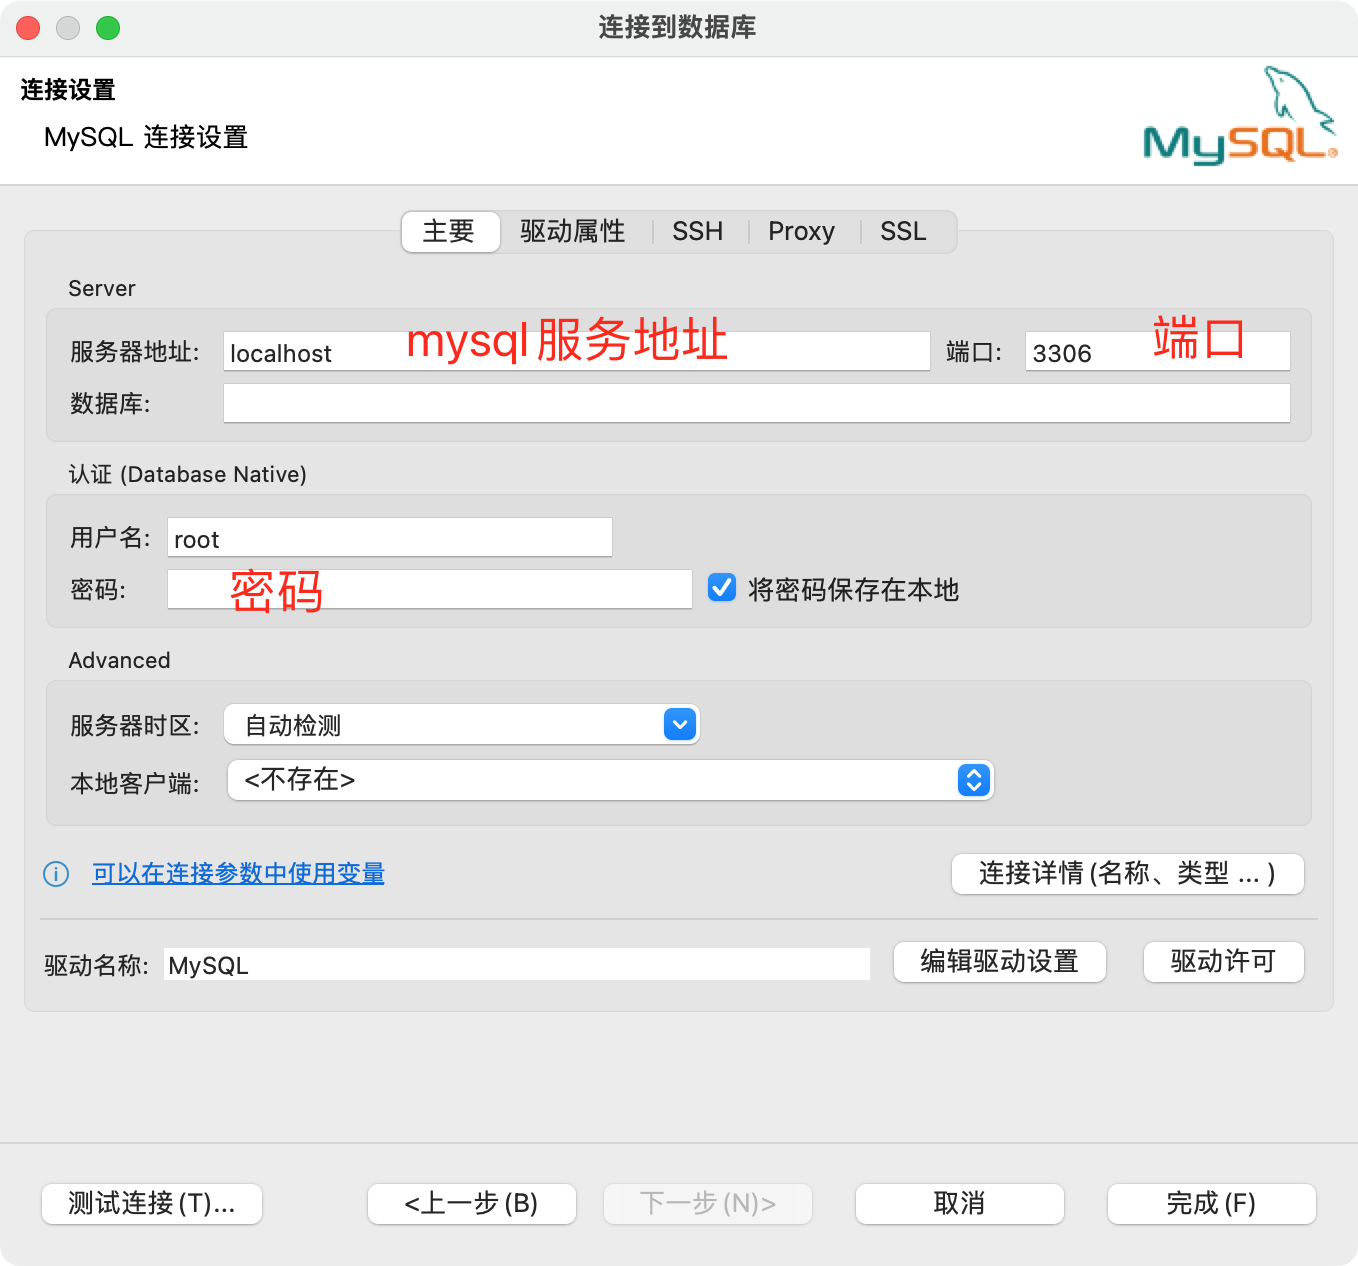 连接到数据库
连接设置
MySQL 连接设置
MySQL®
主要 驱动属性 SSH Proxy SSL
Server
服务器地址: localhost mysql服务地址 端口: 3306 端口
数据库:
认证 (Database Native)
用户名: root
密码: 密码 将密码保存在本地
Advanced
服务器时区: 自动检测
本地客户端: <不存在>
可以在连接参数中使用变量 连接详情(名称、类型 ... )
驱动名称: MySQL 编辑驱动设置 驱动许可
测试连接(T)... <上一步(B) 下一步(N)> 取消 完成(F)